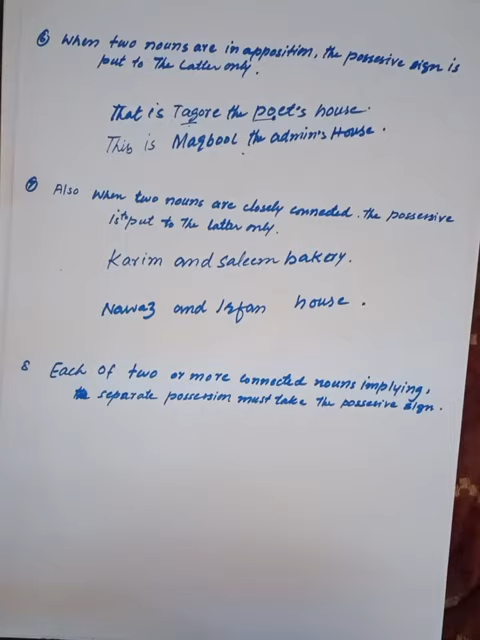 ⑥ When two nouns are in apposition, the possesive sign is
put to The Latter only.
That is Tagore the poet's house.
This is Maqbool the admin's House.
⑦ Also When two nouns are closely connected. the possessive
is put to The latter only.
Karim and saleem bakery.
Nawaz and Irfan house.
8 Each of two or more connected nouns implying,
separate possession must take The possesive sign.